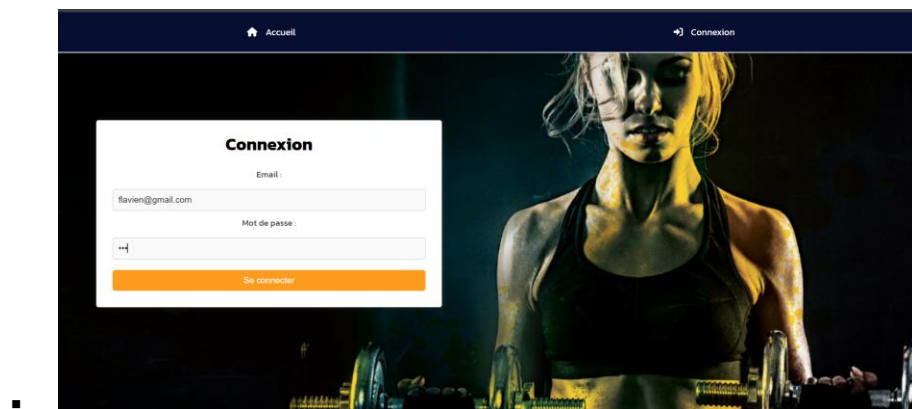 Accueil
Connexion
Connexion
Email :
flavien@gmail.com
Mot de passe :
•••
Se connecter